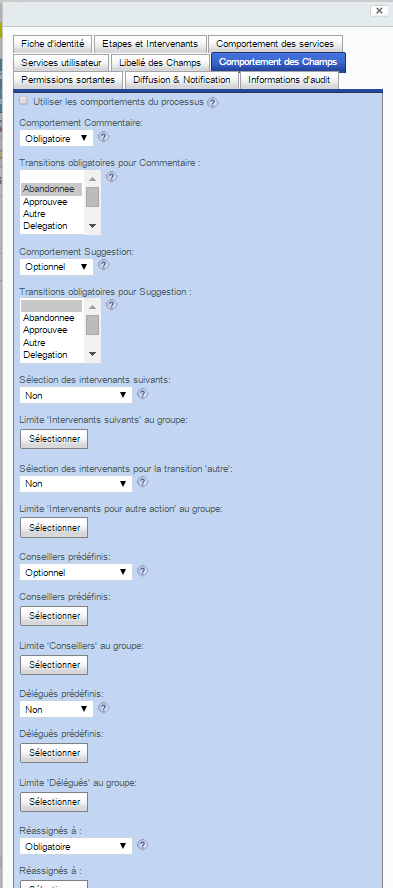 Fiche d'identité Etapes et Intervenants Comportement des services
Services utilisateur Libellé des Champs Comportement des Champs
Permissions sortantes Diffusion & Notification Informations d'audit
Utiliser les comportements du processus
Comportement Commentaire:
Obligatoire
Transitions obligatoires pour Commentaire :
Abandonnee
Approuvee
Autre
Delegation
Comportement Suggestion:
Optionnel
Transitions obligatoires pour Suggestion :
Abandonnee
Approuvee
Autre
Delegation
Sélection des intervenants suivants:
Non
Limite 'Intervenants suivants' au groupe:
Sélectionner
Sélection des intervenants pour la transition 'autre':
Non
Limite 'Intervenants pour autre action' au groupe:
Sélectionner
Conseillers prédéfinis:
Optionnel
Conseillers prédéfinis:
Sélectionner
Limite 'Conseillers' au groupe:
Sélectionner
Délégués prédéfinis:
Non
Délégués prédéfinis:
Sélectionner
Limite 'Délégués' au groupe:
Sélectionner
Réassignés à :
Obligatoire
Réassignés à :